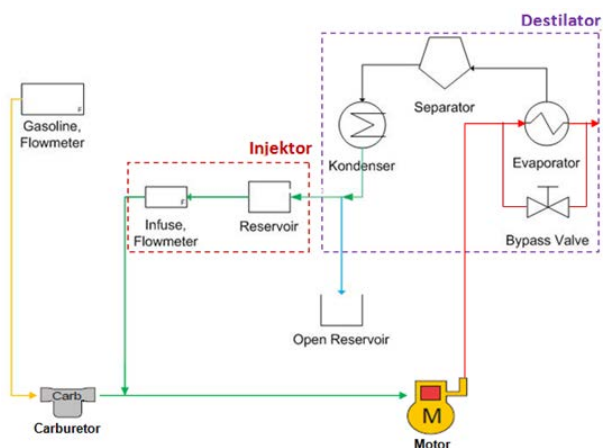 Destilator
Gasoline,
Flowmeter
F
Separator
Kondenser
Evaporator
Injektor
Infuse,
Flowmeter
F
Reservoir
Bypass Valve
Open Reservoir
Carb
Carburetor
M
Motor